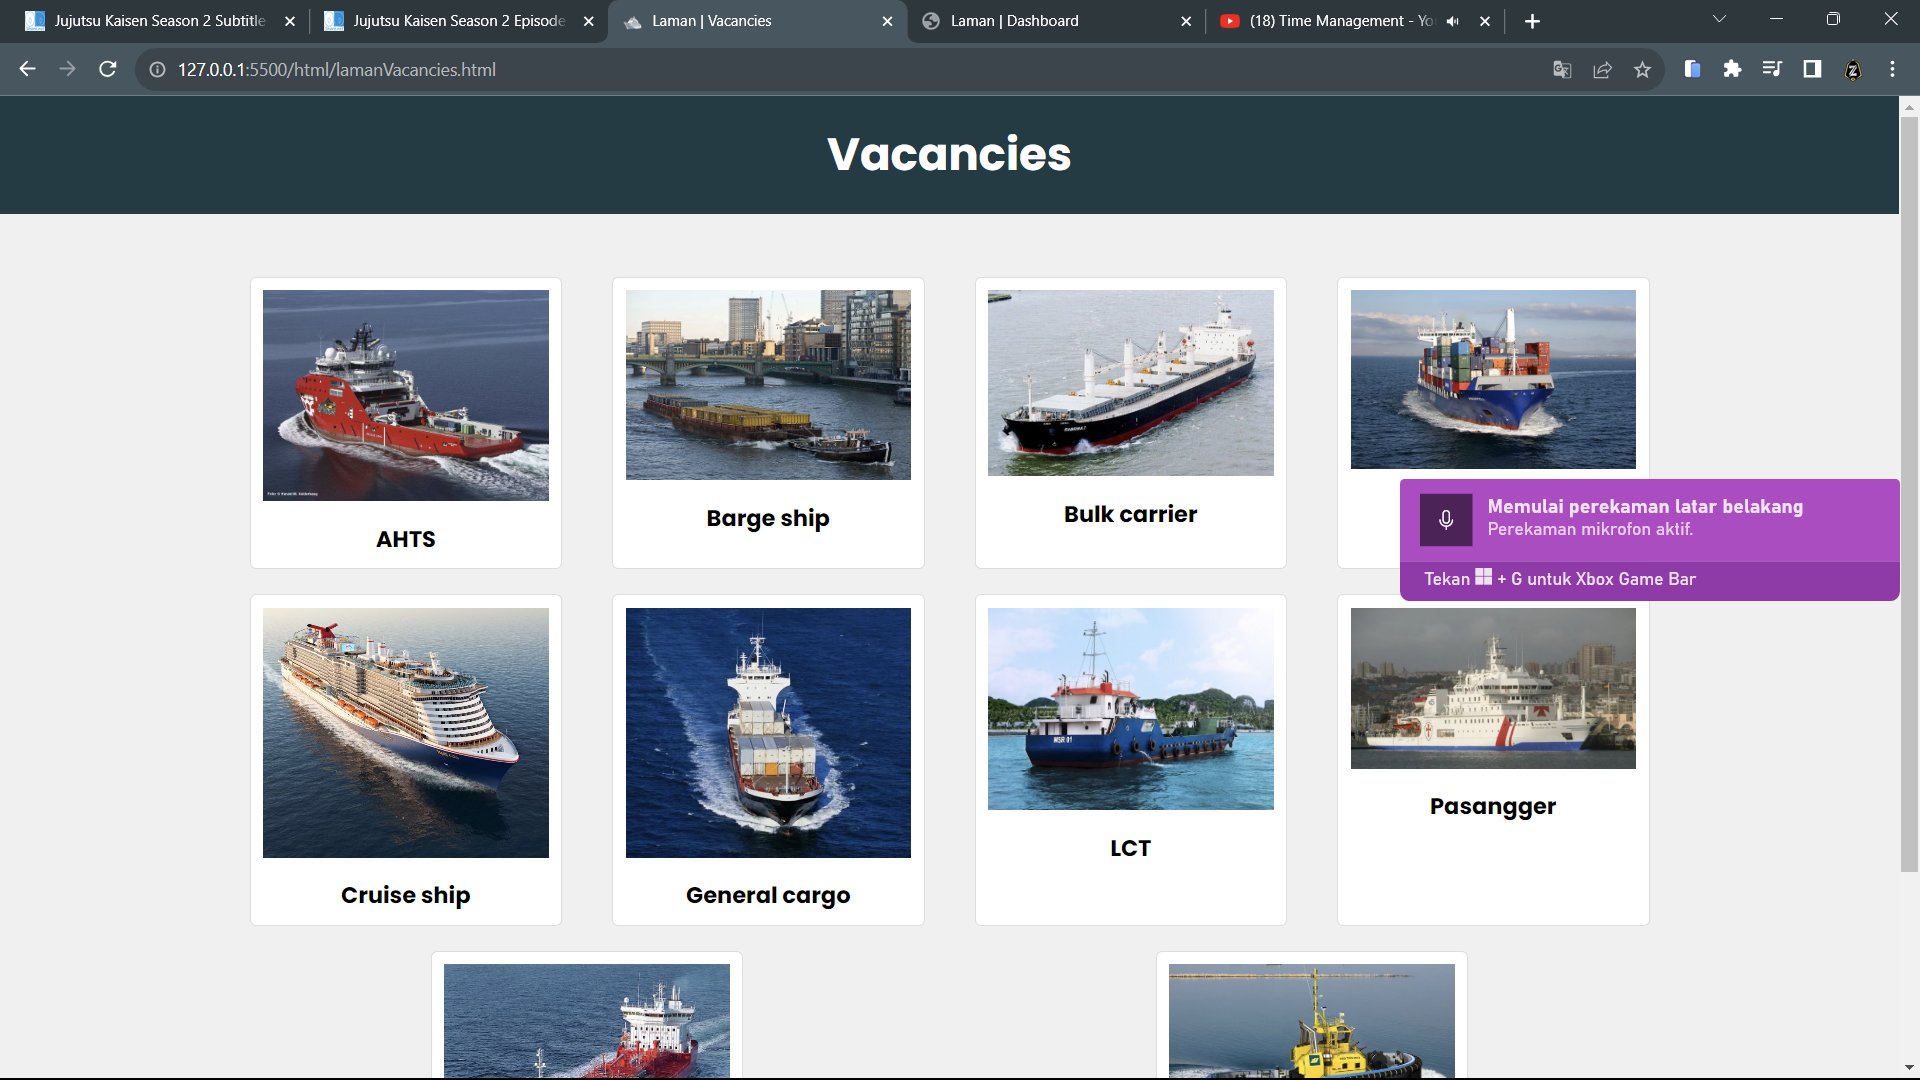 Jujutsu Kaisen Season 2 Subtitle
Jujutsu Kaisen Season 2 Episode
Laman | Vacancies
Laman | Dashboard
(18) Time Management - Yo
127.0.0.1:5500/html/lamanVacancies.html
Vacancies
AHTS
Barge ship
Bulk carrier
Memulai perekaman latar belakang
Perekaman mikrofon aktif.
Tekan + G untuk Xbox Game Bar
Cruise ship
General cargo
WSR 01
LCT
Pasangger